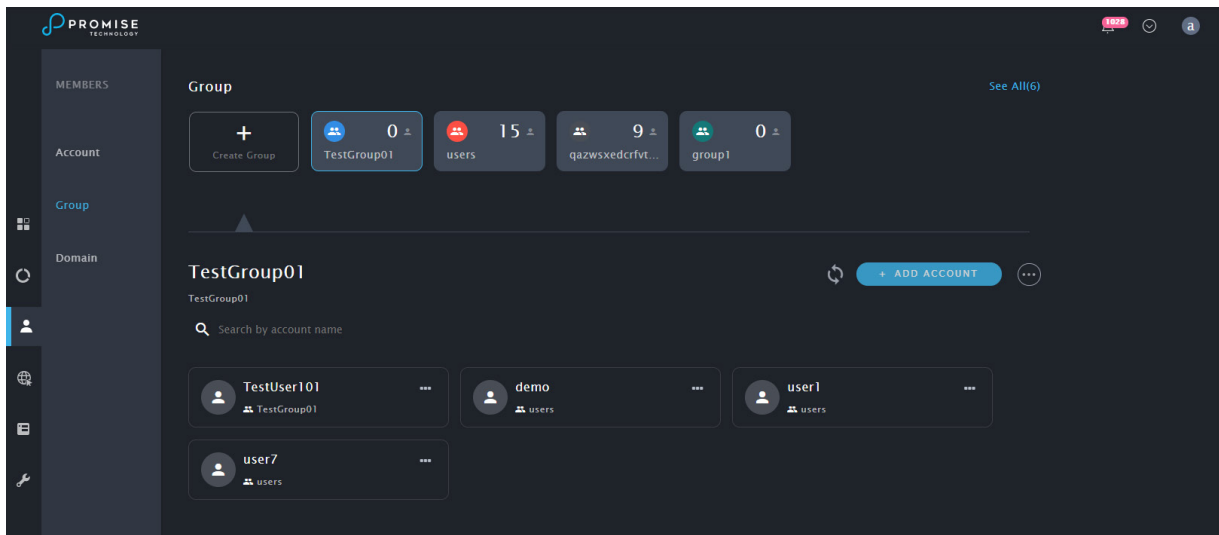 PROMISE
TECHNOLOGY
1028
a
MEMBERS
Account
Group
Domain
Group
See All(6)
+
Create Group
0
TestGroup01
15
users
9
qazwsxedcrfvt...
0
group1
TestGroup01
+ ADD ACCOUNT
TestGroup01
Search by account name
TestUser101
TestGroup01
demo
users
user1
users
user7
users